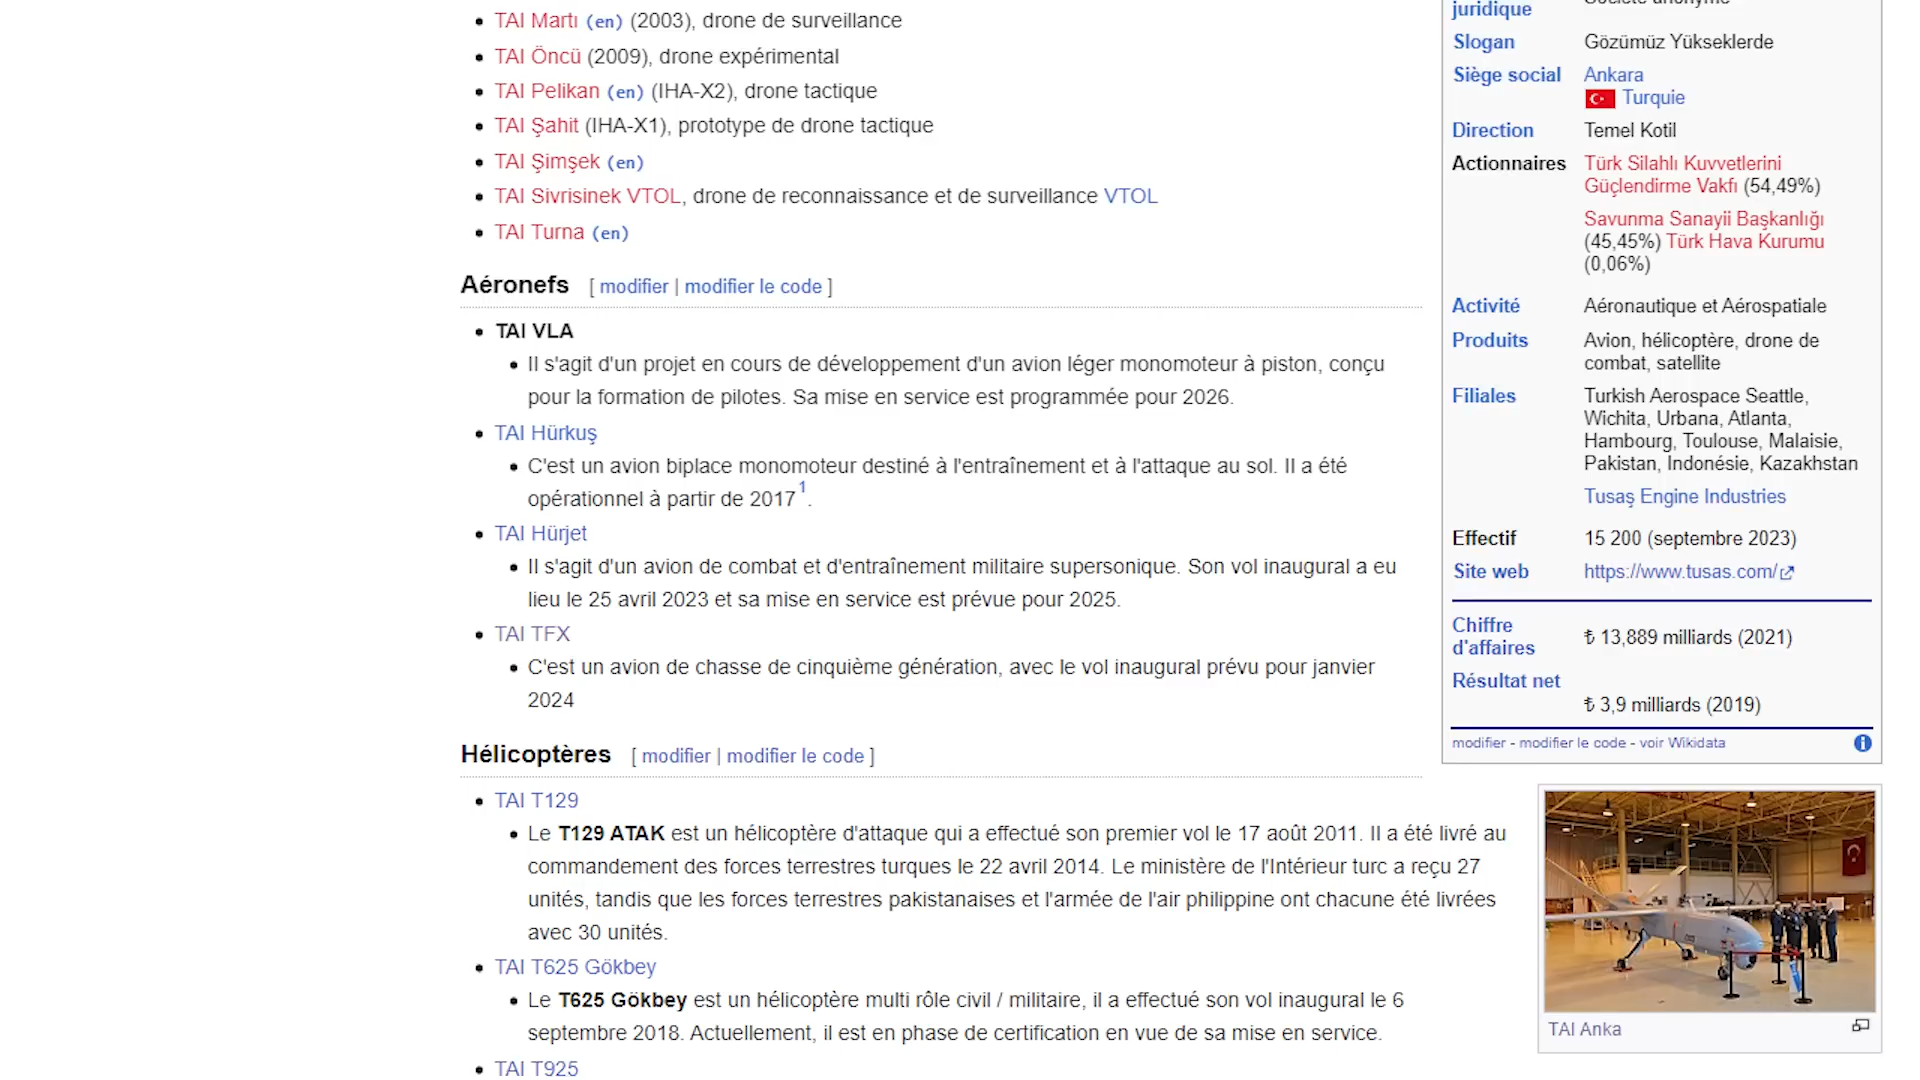 TAI Martı (en) (2003), drone de surveillance
TAI Öncü (2009), drone expérimental
TAI Pelikan (en) (IHA-X2), drone tactique
TAI Şahit (IHA-X1), prototype de drone tactique
TAI Şimşek (en)
TAI Sivrisinek VTOL, drone de reconnaissance et de surveillance VTOL
TAI Turna (en)
Aéronefs [ modifier | modifier le code ]
TAI VLA
Il s'agit d'un projet en cours de développement d'un avion léger monomoteur à piston, conçu
pour la formation de pilotes. Sa mise en service est programmée pour 2026.
TAI Hürkuş
C'est un avion biplace monomoteur destiné à l'entraînement et à l'attaque au sol. Il a été
opérationnel à partir de 2017 1.
TAI Hürjet
Il s'agit d'un avion de combat et d'entraînement militaire supersonique. Son vol inaugural a eu
lieu le 25 avril 2023 et sa mise en service est prévue pour 2025.
TAI TFX
C'est un avion de chasse de cinquième génération, avec le vol inaugural prévu pour janvier
2024
Hélicoptères [ modifier | modifier le code ]
TAI T129
Le T129 ATAK est un hélicoptère d'attaque qui a effectué son premier vol le 17 août 2011. Il a été livré au
commandement des forces terrestres turques le 22 avril 2014. Le ministère de l'Intérieur turc a reçu 27
unités, tandis que les forces terrestres pakistanaises et l'armée de l'air philippine ont chacune été livrées
avec 30 unités.
TAI T625 Gökbey
Le T625 Gökbey est un hélicoptère multi rôle civil / militaire, il a effectué son vol inaugural le 6
septembre 2018. Actuellement, il est en phase de certification en vue de sa mise en service.
TAI T925
juridique Société anonyme
Slogan Gözümüz Yükseklerde
Siège social Ankara
Turquie
Direction Temel Kotil
Actionnaires Türk Silahlı Kuvvetlerini
Güçlendirme Vakfı (54,49%)
Savunma Sanayii Başkanlığı
(45,45%) Türk Hava Kurumu
(0,06%)
Activité Aéronautique et Aérospatiale
Produits Avion, hélicoptère, drone de
combat, satellite
Filiales Turkish Aerospace Seattle,
Wichita, Urbana, Atlanta,
Hambourg, Toulouse, Malaisie,
Pakistan, Indonésie, Kazakhstan
Tusaş Engine Industries
Effectif 15 200 (septembre 2023)
Site web https://www.tusas.com/
Chiffre
d'affaires ₺ 13,889 milliards (2021)
Résultat net
₺ 3,9 milliards (2019)
modifier - modifier le code - voir Wikidata
TAI Anka